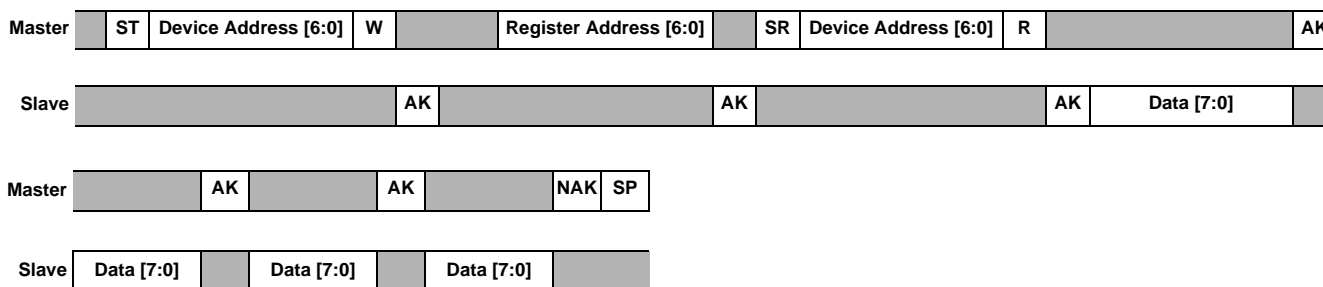 Master ST Device Address [6:0] W Register Address [6:0] SR Device Address [6:0] R AK
Slave AK AK AK Data [7:0]
Master AK AK NAK SP
Slave Data [7:0] Data [7:0] Data [7:0]